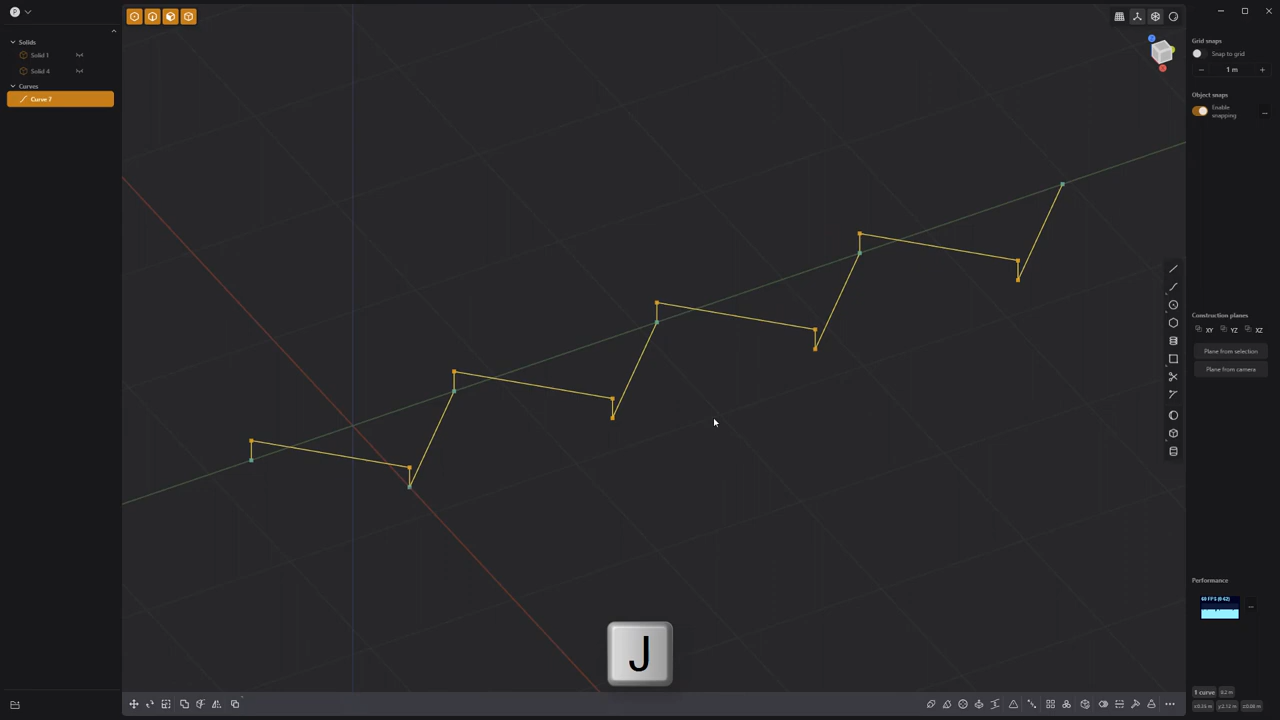 P
Solids
Solid 1
Solid 4
Curves
Curve 7
Grid snaps
Snap to grid
1 m
Object snaps
Enable
snapping
Construction planes
XY YZ XZ
Plane from selection
Plane from camera
Performance
1 curve
J